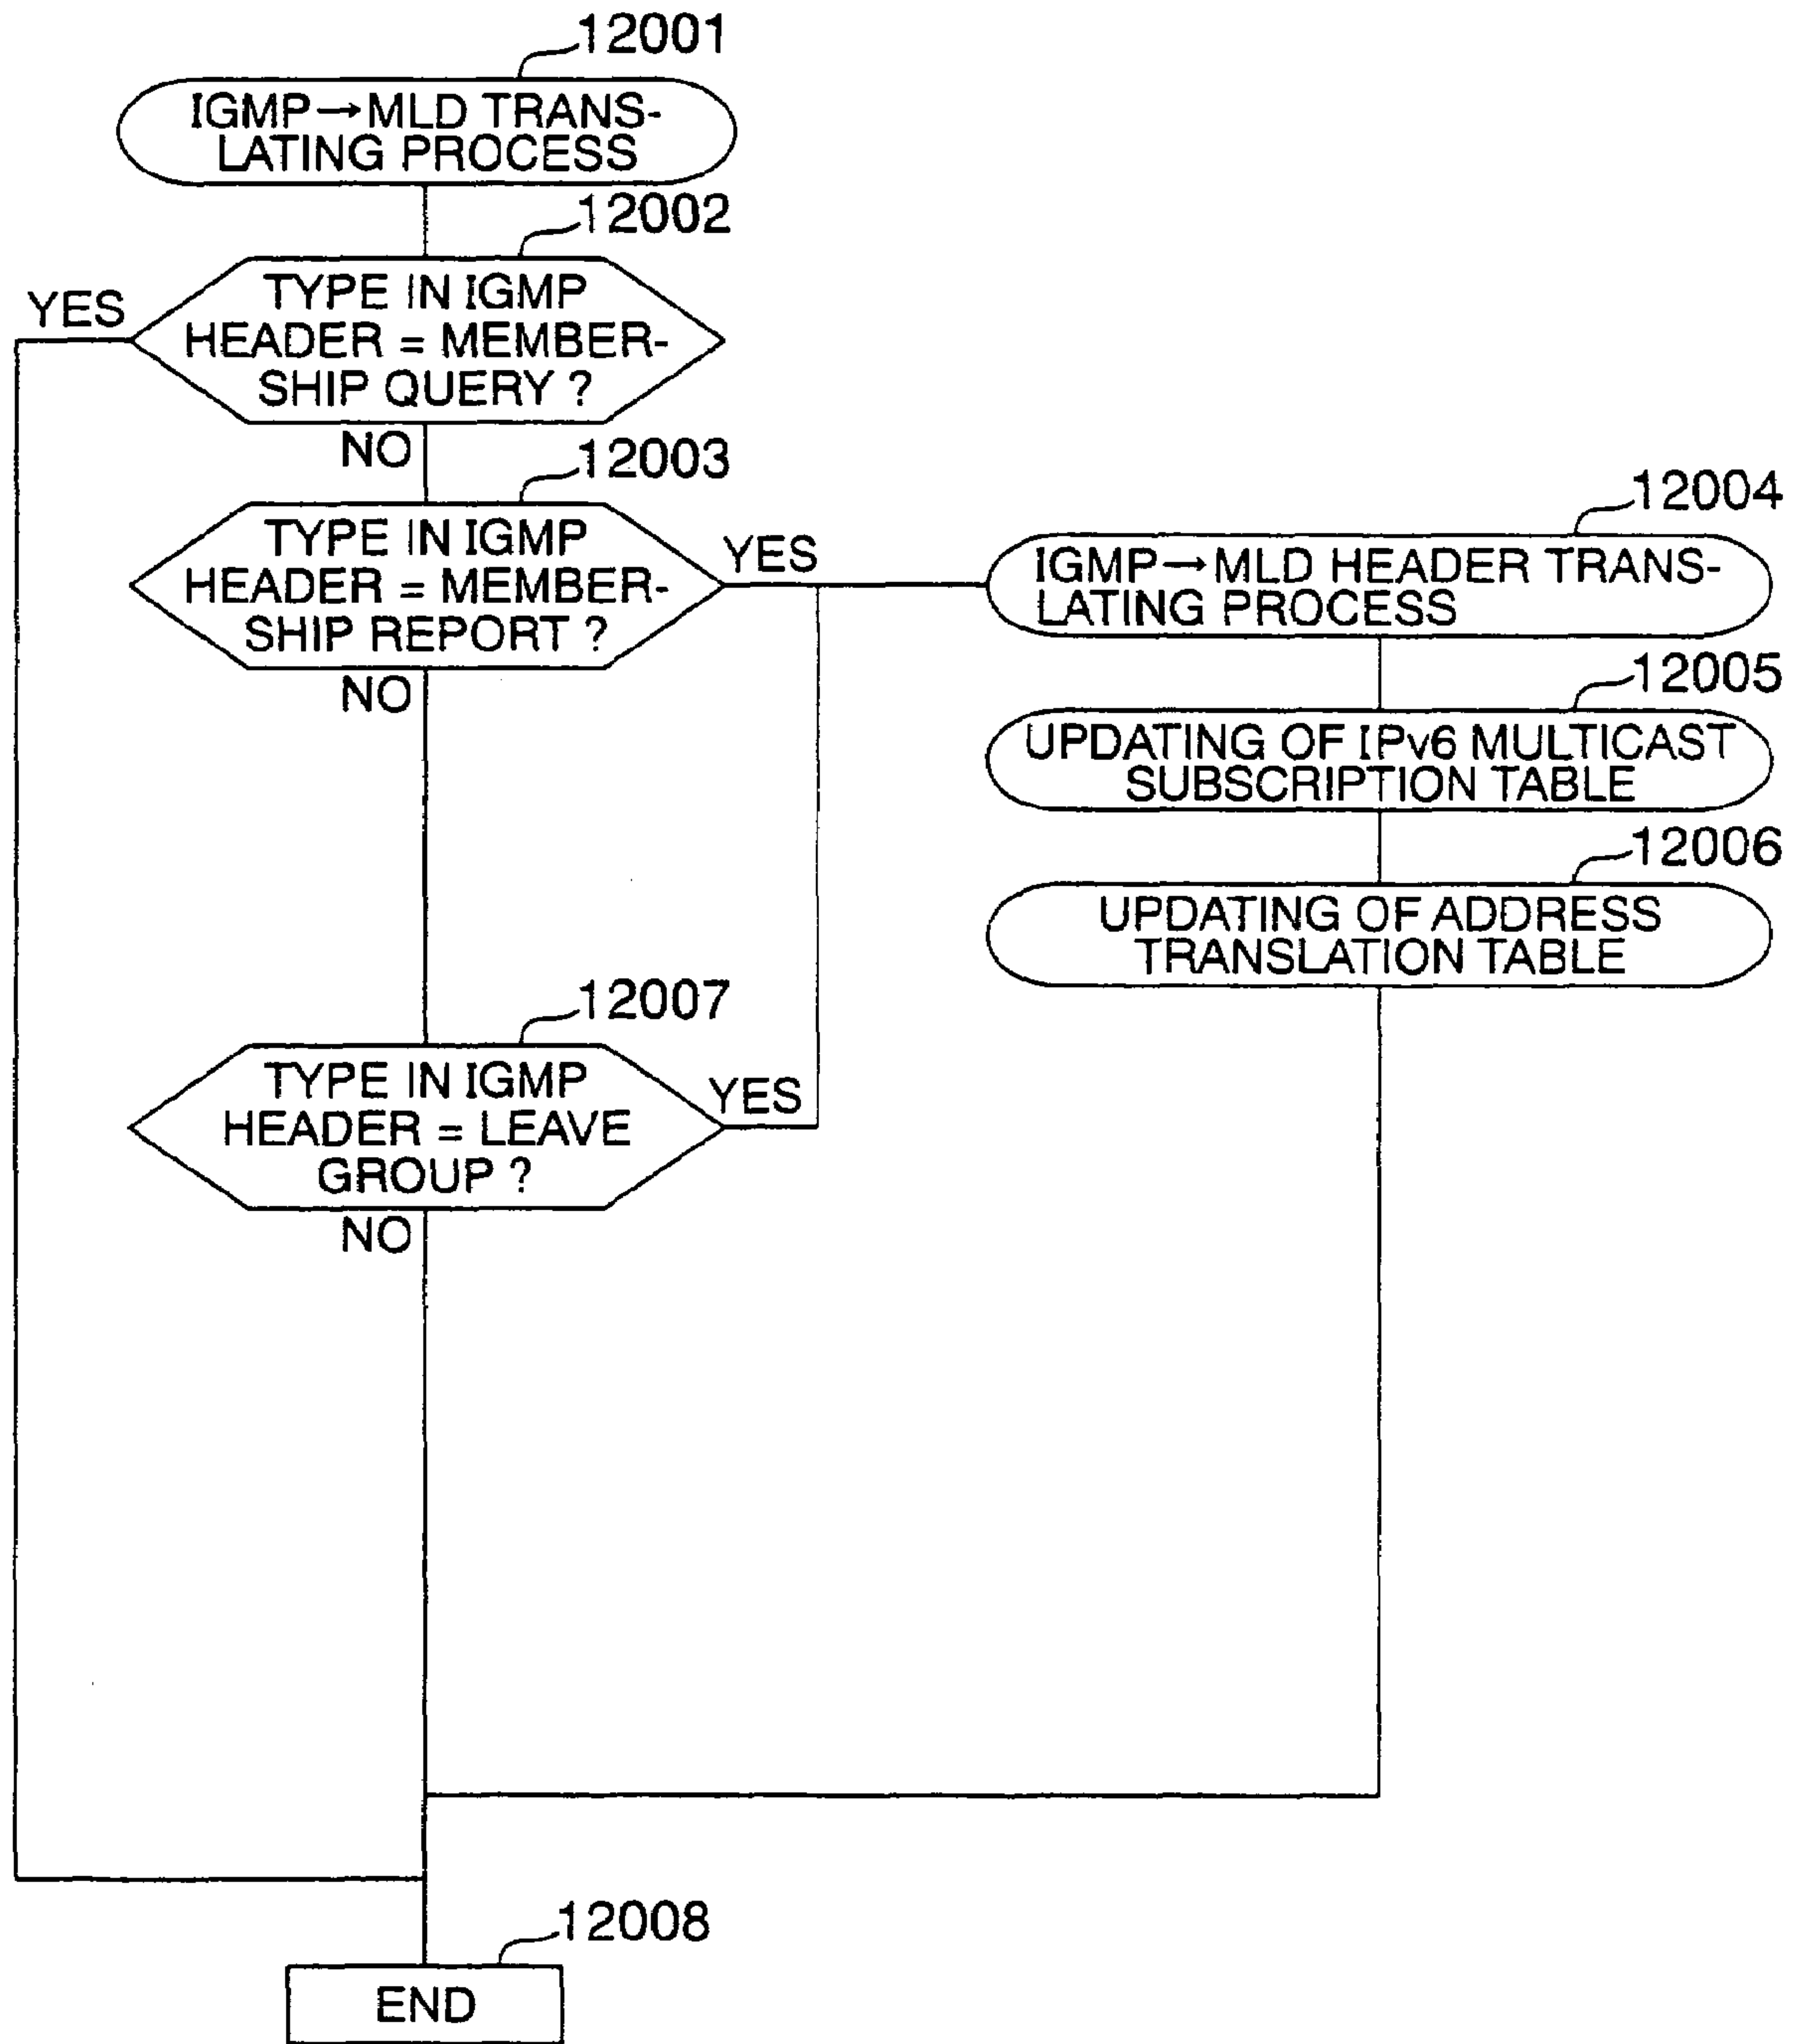 12001
IGMP→MLD TRANS-
LATING PROCESS
12002
TYPE IN IGMP
HEADER = MEMBER-
SHIP QUERY ?
YES
NO
12003
TYPE IN IGMP
HEADER = MEMBER-
SHIP REPORT ?
YES
NO
12004
IGMP→MLD HEADER TRANS-
LATING PROCESS
12005
UPDATING OF IPv6 MULTICAST
SUBSCRIPTION TABLE
12006
UPDATING OF ADDRESS
TRANSLATION TABLE
12007
TYPE IN IGMP
HEADER = LEAVE
GROUP ?
YES
NO
12008
END